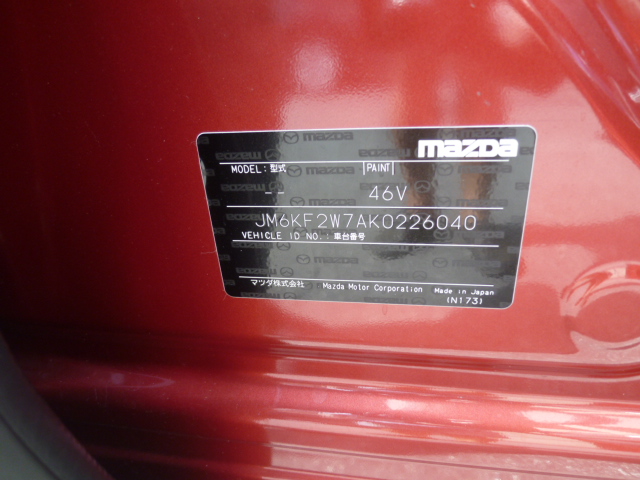 mazda
MODEL:型式 PAINT
-- 46V
JM6KF2W7AK0226040
VEHICLE ID NO.:車台番号
マツダ株式会社 Mazda Motor Corporation Made in Japan
(N173)